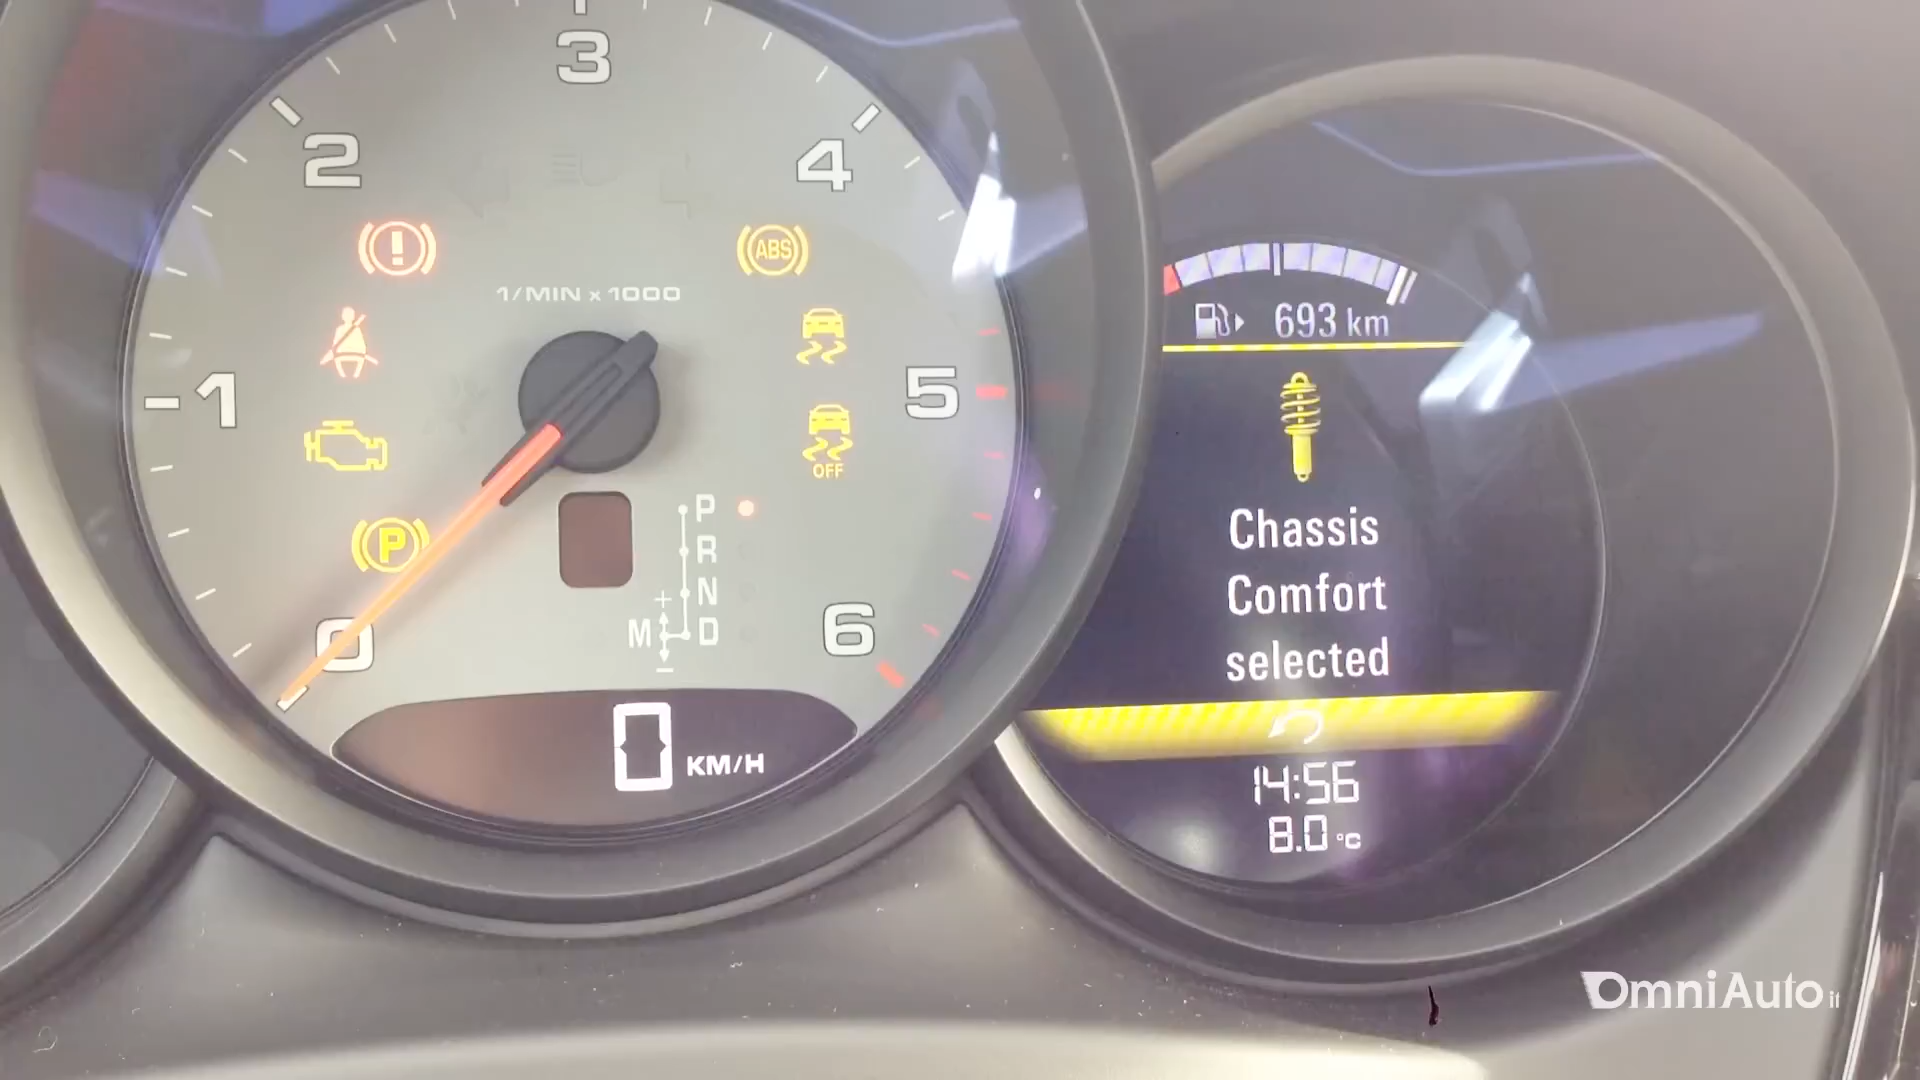 3
2
4
ABS
1/MIN x 1000
693 km
1
5
OFF
P
P
R
N
M D
+
−
0
6
Chassis
Comfort
selected
0 KM/H
14:56
8.0 °C
OmniAuto.it